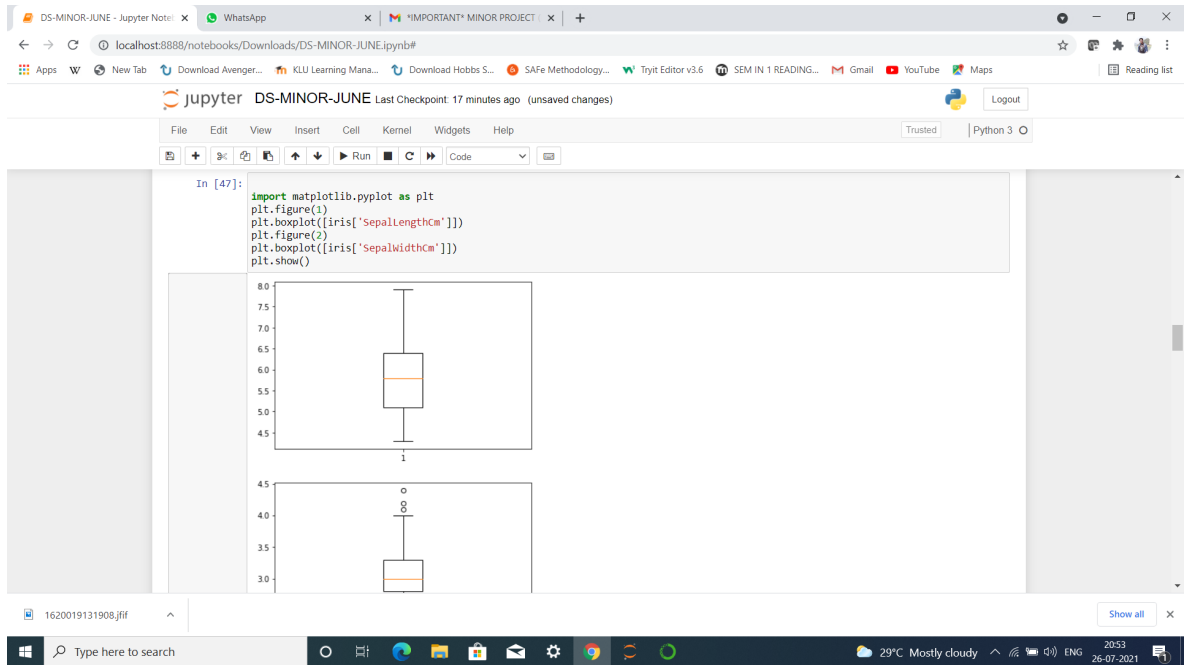 DS-MINOR-JUNE - Jupyter Note
WhatsApp
*IMPORTANT* MINOR PROJECT
localhost:8888/notebooks/Downloads/DS-MINOR-JUNE.ipynb#
Apps
New Tab
Download Avenger...
KLU Learning Mana...
Download Hobbs S...
SAFe Methodology...
Tryit Editor v3.6
SEM IN 1 READING...
Gmail
YouTube
Maps
Reading list
jupyter DS-MINOR-JUNE Last Checkpoint: 17 minutes ago (unsaved changes)
Logout
File Edit View Insert Cell Kernel Widgets Help
Trusted
Python 3
Run
Code
In [47]:
import matplotlib.pyplot as plt
plt.figure(1)
plt.boxplot([iris['SepalLengthCm']])
plt.figure(2)
plt.boxplot([iris['SepalWidthCm']])
plt.show()
8.0
7.5
7.0
6.5
6.0
5.5
5.0
4.5
1
4.5
4.0
3.5
3.0
1620019131908.jfif
Show all
Type here to search
29°C Mostly cloudy
ENG
20:53
26-07-2021
1